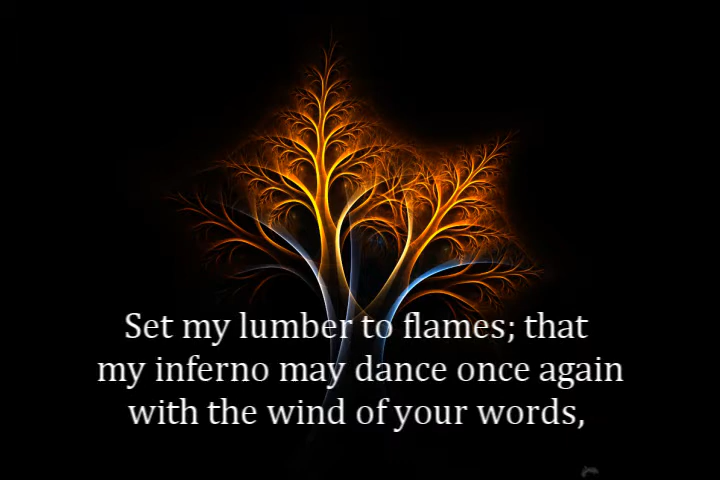 Set my lumber to flames; that
my inferno may dance once again
with the wind of your words,